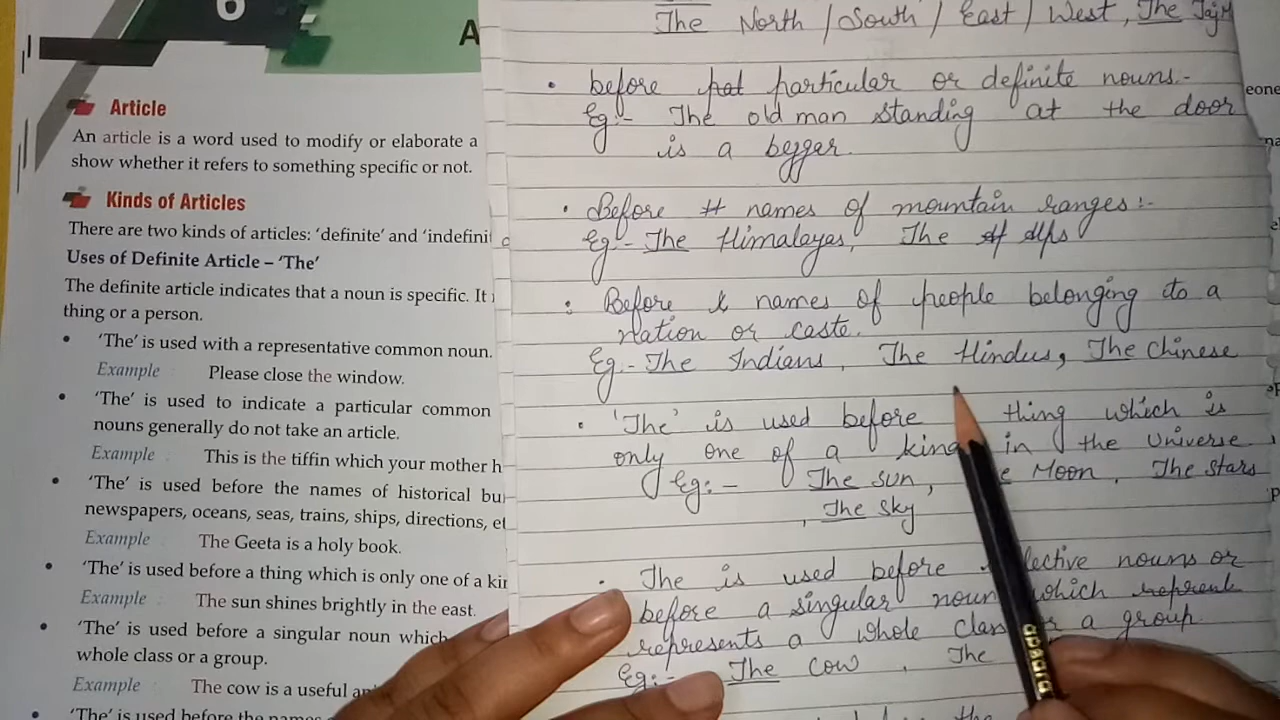 6
A
Article
An article is a word used to modify or elaborate a
show whether it refers to something specific or not.
Kinds of Articles
There are two kinds of articles: 'definite' and 'indefini
Uses of Definite Article – 'The'
The definite article indicates that a noun is specific. It
thing or a person.
• 'The' is used with a representative common noun.
Example Please close the window.
• 'The' is used to indicate a particular common
nouns generally do not take an article.
Example This is the tiffin which your mother h
• 'The' is used before the names of historical bu
newspapers, oceans, seas, trains, ships, directions, et
Example The Geeta is a holy book.
• 'The' is used before a thing which is only one of a kin
Example The sun shines brightly in the east.
• 'The' is used before a singular noun which
whole class or a group.
Example The cow is a useful an
• 'The' is used before the names
The North / South / East / West, The Taj M
• before particular or definite nouns.-
Eg:- The old man standing at the door
is a beggar.
• Before names of mountain ranges:-
Eg:- The Himalayas, The Alps
: Before names of people belonging to a
nation or caste.
Eg.- The Indians, The Hindus, The Chinese
• 'The' is used before thing which is
only one of a kind in the Universe
Eg:- The sun, Moon, The Stars
, The Sky
• The is used before llective nouns or
before a singular noun which represent
represents a whole class a group
Eg:- The cow, The
eone